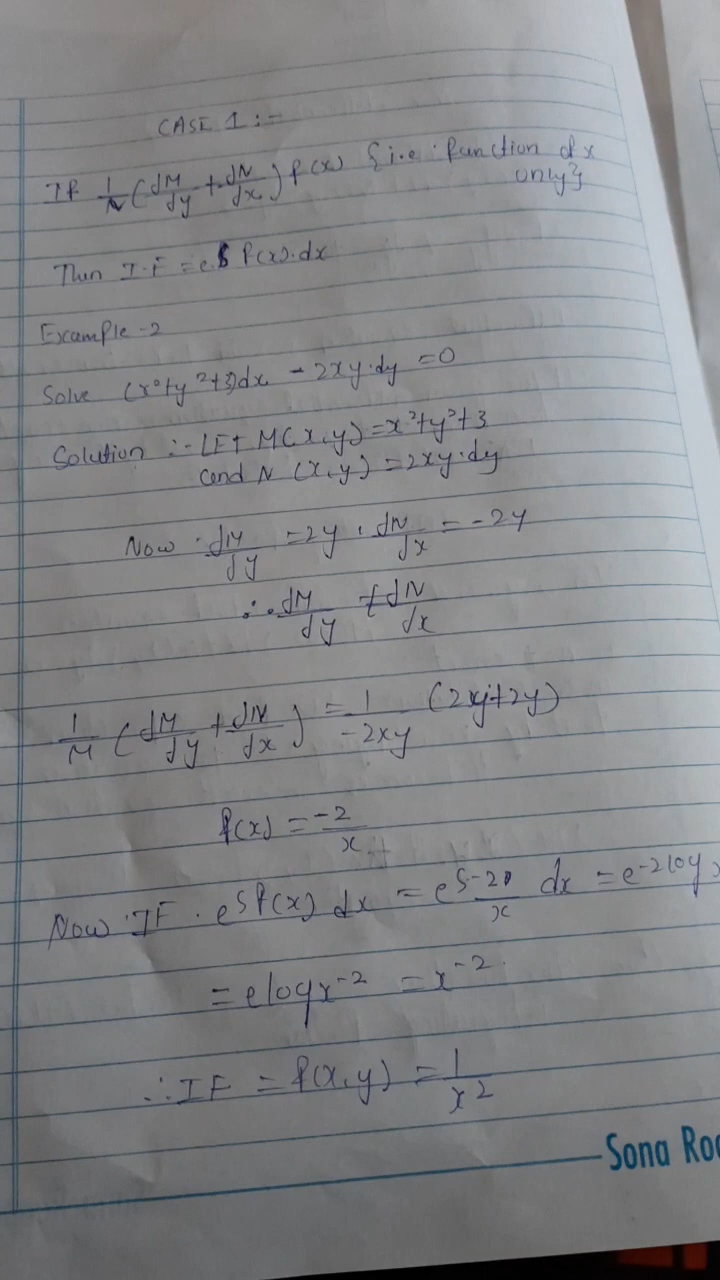 CASE 1 :-
If 1/N (dM/dy + dN/dx) f(x) {i.e. function of x
only}
Then I.F = e∫ f(x).dx
Example -2
Solve (x²+y²+3)dx - 2xy.dy = 0
Solution :- LET M(x,y) = x²+y²+3
and N (x,y) = 2xy.dy
Now . dM/dy = 2y , dN/dx = -2y
∴ dM/dy ≠ dN/dx
1/M (dM/dy + dN/dx) = 1/-2xy (2y+2y)
f(x) = -2/x
Now IF . e∫f(x) dx = e∫-2/x dx = e-2log x
= elogx-2 = x-2
∴ IF = f(x,y) = 1/x2
Sona Roo